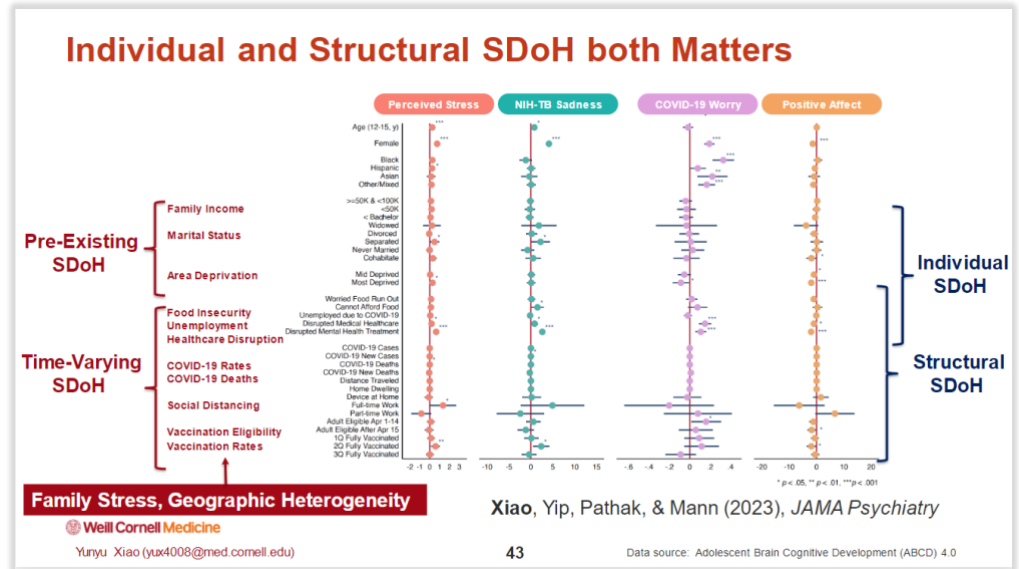 Individual and Structural SDoH both Matters
Perceived Stress
NIH-TB Sadness
COVID-19 Worry
Positive Affect
Age (12-15, y)
Female
Black
Hispanic
Asian
Other/Mixed
>=50K & <100K
<50K
< Bachelor
Widowed
Divorced
Separated
Never Married
Cohabitate
Mid Deprived
Most Deprived
Worried Food Run Out
Cannot Afford Food
Unemployed due to COVID-19
Disrupted Medical Healthcare
Disrupted Mental Health Treatment
COVID-19 Cases
COVID-19 New Cases
COVID-19 Deaths
COVID-19 New Deaths
Distance Traveled
Home Dwelling
Device at Home
Full-time Work
Part-time Work
Adult Eligible Apr 1-14
Adult Eligible After Apr 15
1Q Fully Vaccinated
2Q Fully Vaccinated
3Q Fully Vaccinated
-2 -1 0 1 2 3
-10 -5 0 5 10 15
-6 -4 -2 0 2 4
-20 -10 0 10 20
* p < .05, ** p < .01, ***p < .001
Pre-Existing
SDoH
Family Income
Marital Status
Area Deprivation
Time-Varying
SDoH
Food Insecurity
Unemployment
Healthcare Disruption
COVID-19 Rates
COVID-19 Deaths
Social Distancing
Vaccination Eligibility
Vaccination Rates
Individual
SDoH
Structural
SDoH
Family Stress, Geographic Heterogeneity
Xiao, Yip, Pathak, & Mann (2023), JAMA Psychiatry
Weill Cornell Medicine
Yunyu Xiao (yux4008@med.cornell.edu)
43
Data source: Adolescent Brain Cognitive Development (ABCD) 4.0